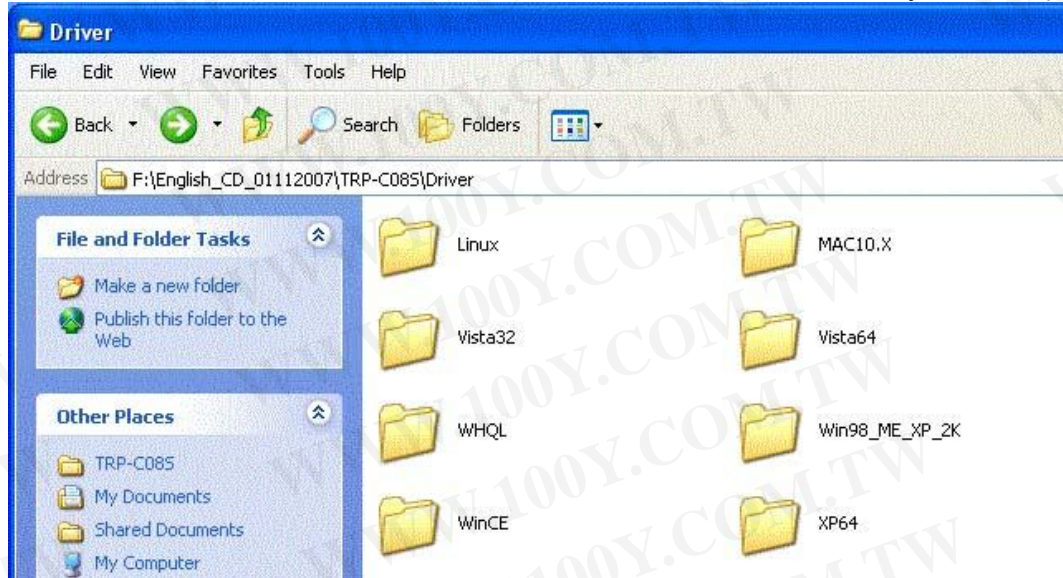 Driver
File Edit View Favorites Tools Help
Back Search Folders
Address F:\English_CD_01112007\TRP-C08S\Driver
File and Folder Tasks
Make a new folder
Publish this folder to the
Web
Other Places
TRP-C08S
My Documents
Shared Documents
My Computer
Linux MAC10.X
Vista32 Vista64
WHQL Win98_ME_XP_2K
WinCE XP64
WWW.100Y.COM.TW